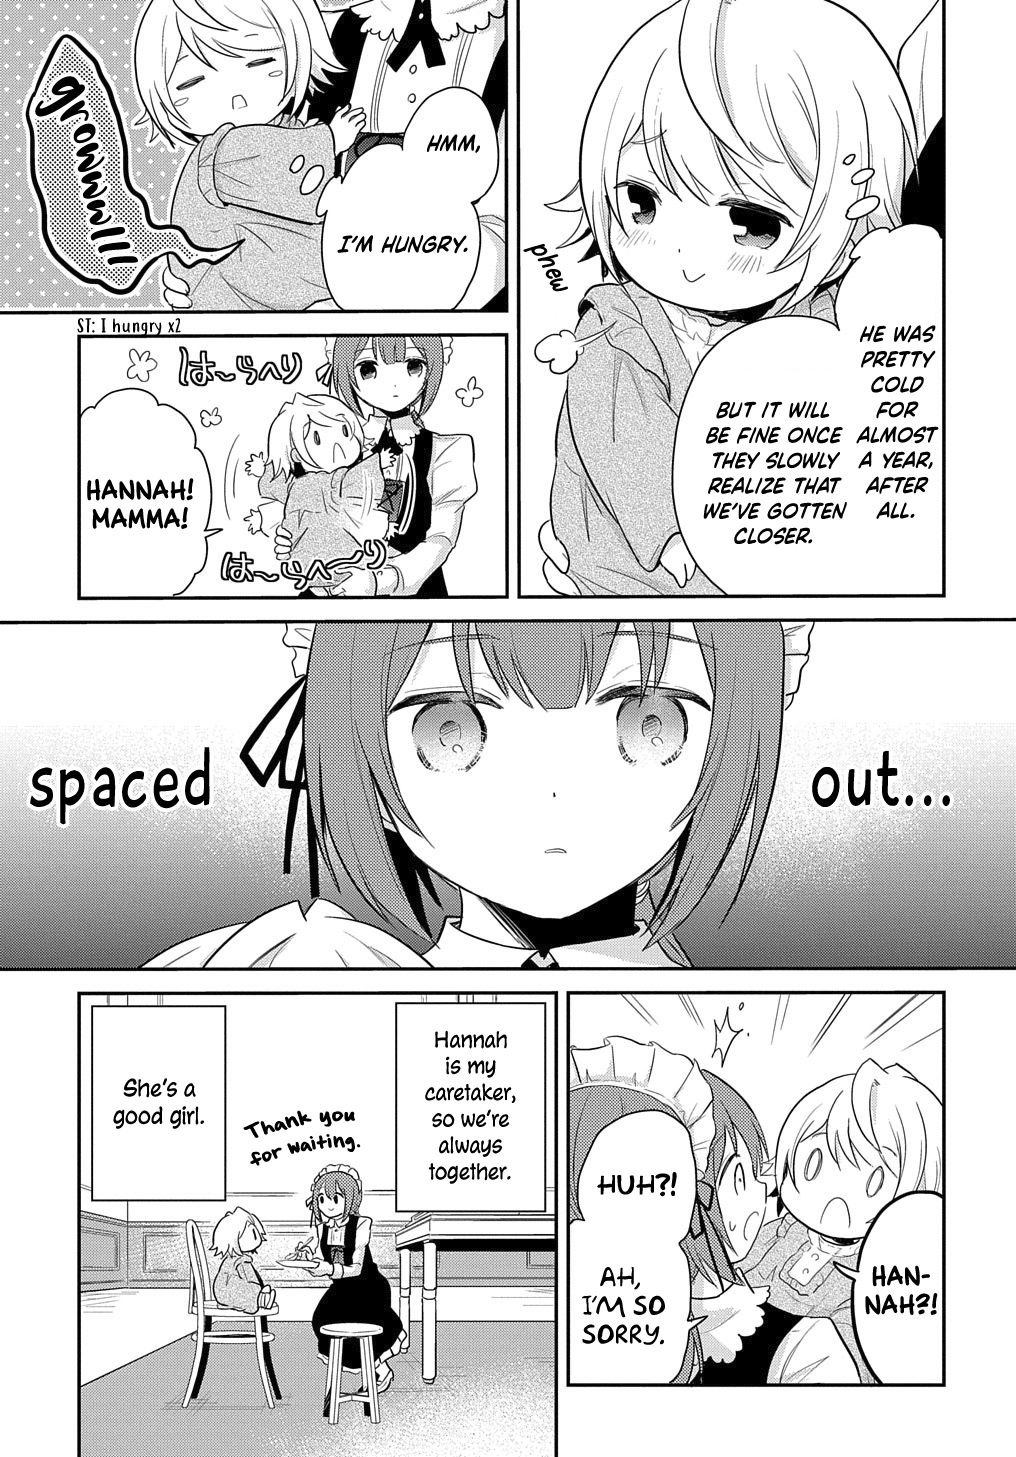 HE WAS
PRETTY
COLD
FOR
ALMOST
A YEAR,
AFTER
ALL.
BUT IT WILL
BE FINE ONCE
THEY SLOWLY
REALIZE THAT
WE'VE GOTTEN
CLOSER.
phew
HMM,
I'M HUNGRY.
growwwlll
ST: I hungry x2
は〜らへり
HANNAH!
MAMMA!
は〜らへ〜り
spaced out...
HAN-
NAH?!
HUH?!
AH,
I'M SO
SORRY.
Hannah
is my
caretaker,
so we're
always
together.
Thank you
for waiting.
She's a
good girl.